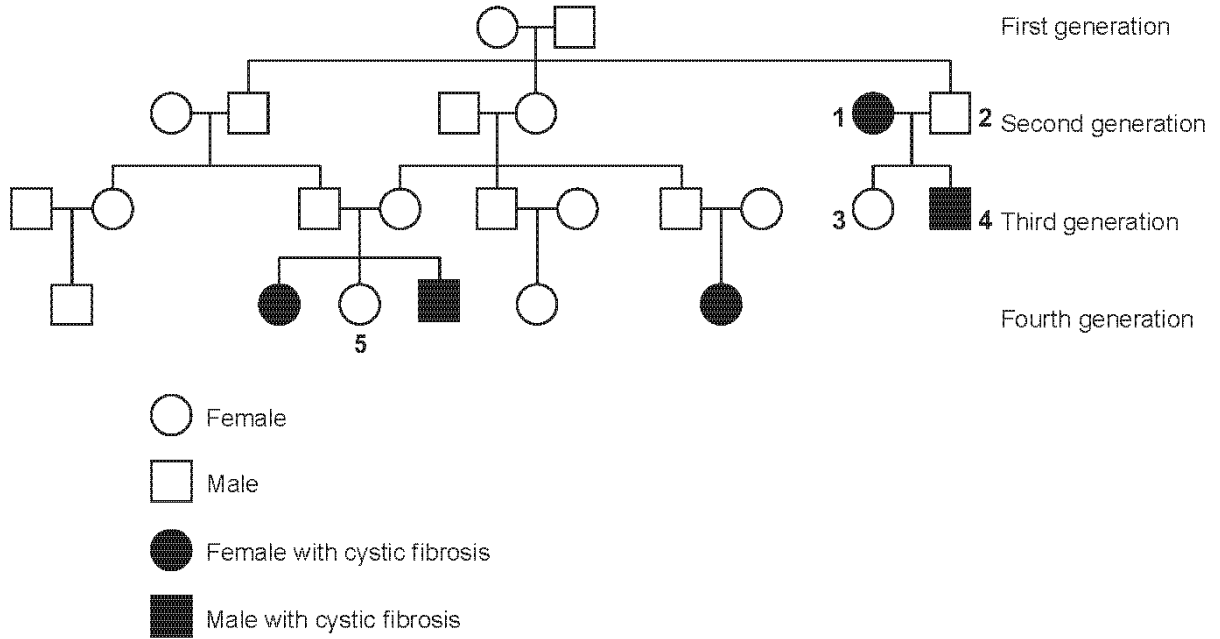 First generation
1
2 Second generation
3
4 Third generation
Fourth generation
5
Female
Male
Female with cystic fibrosis
Male with cystic fibrosis